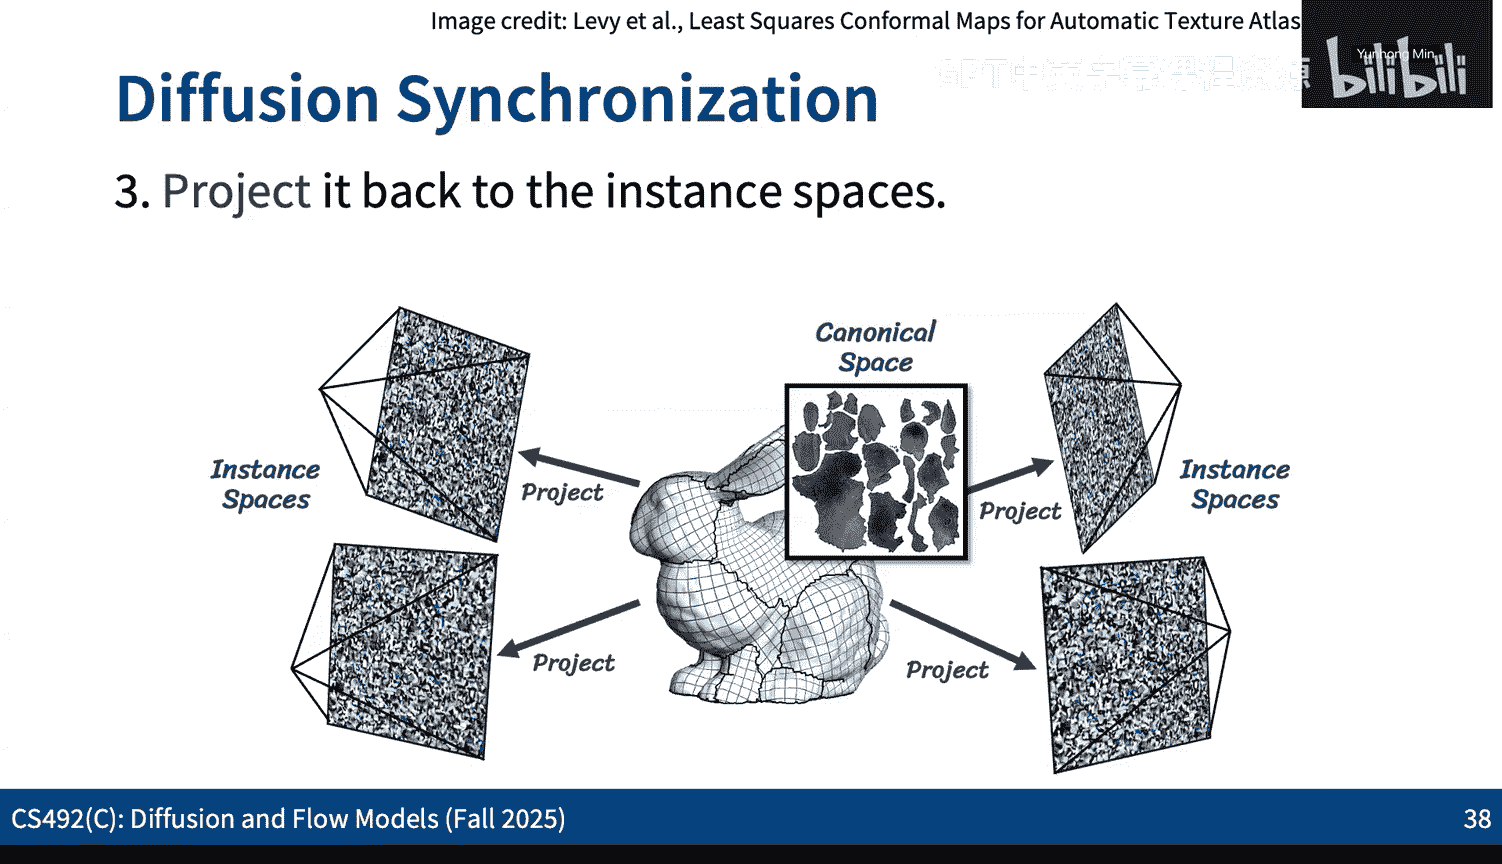 Image credit: Levy et al., Least Squares Conformal Maps for Automatic Texture Atlas
Yunhong Min
bilibili
Diffusion Synchronization
3. Project it back to the instance spaces.
Canonical
Space
Instance
Spaces
Project
Project
Instance
Spaces
Project
Project
CS492(C): Diffusion and Flow Models (Fall 2025)
38